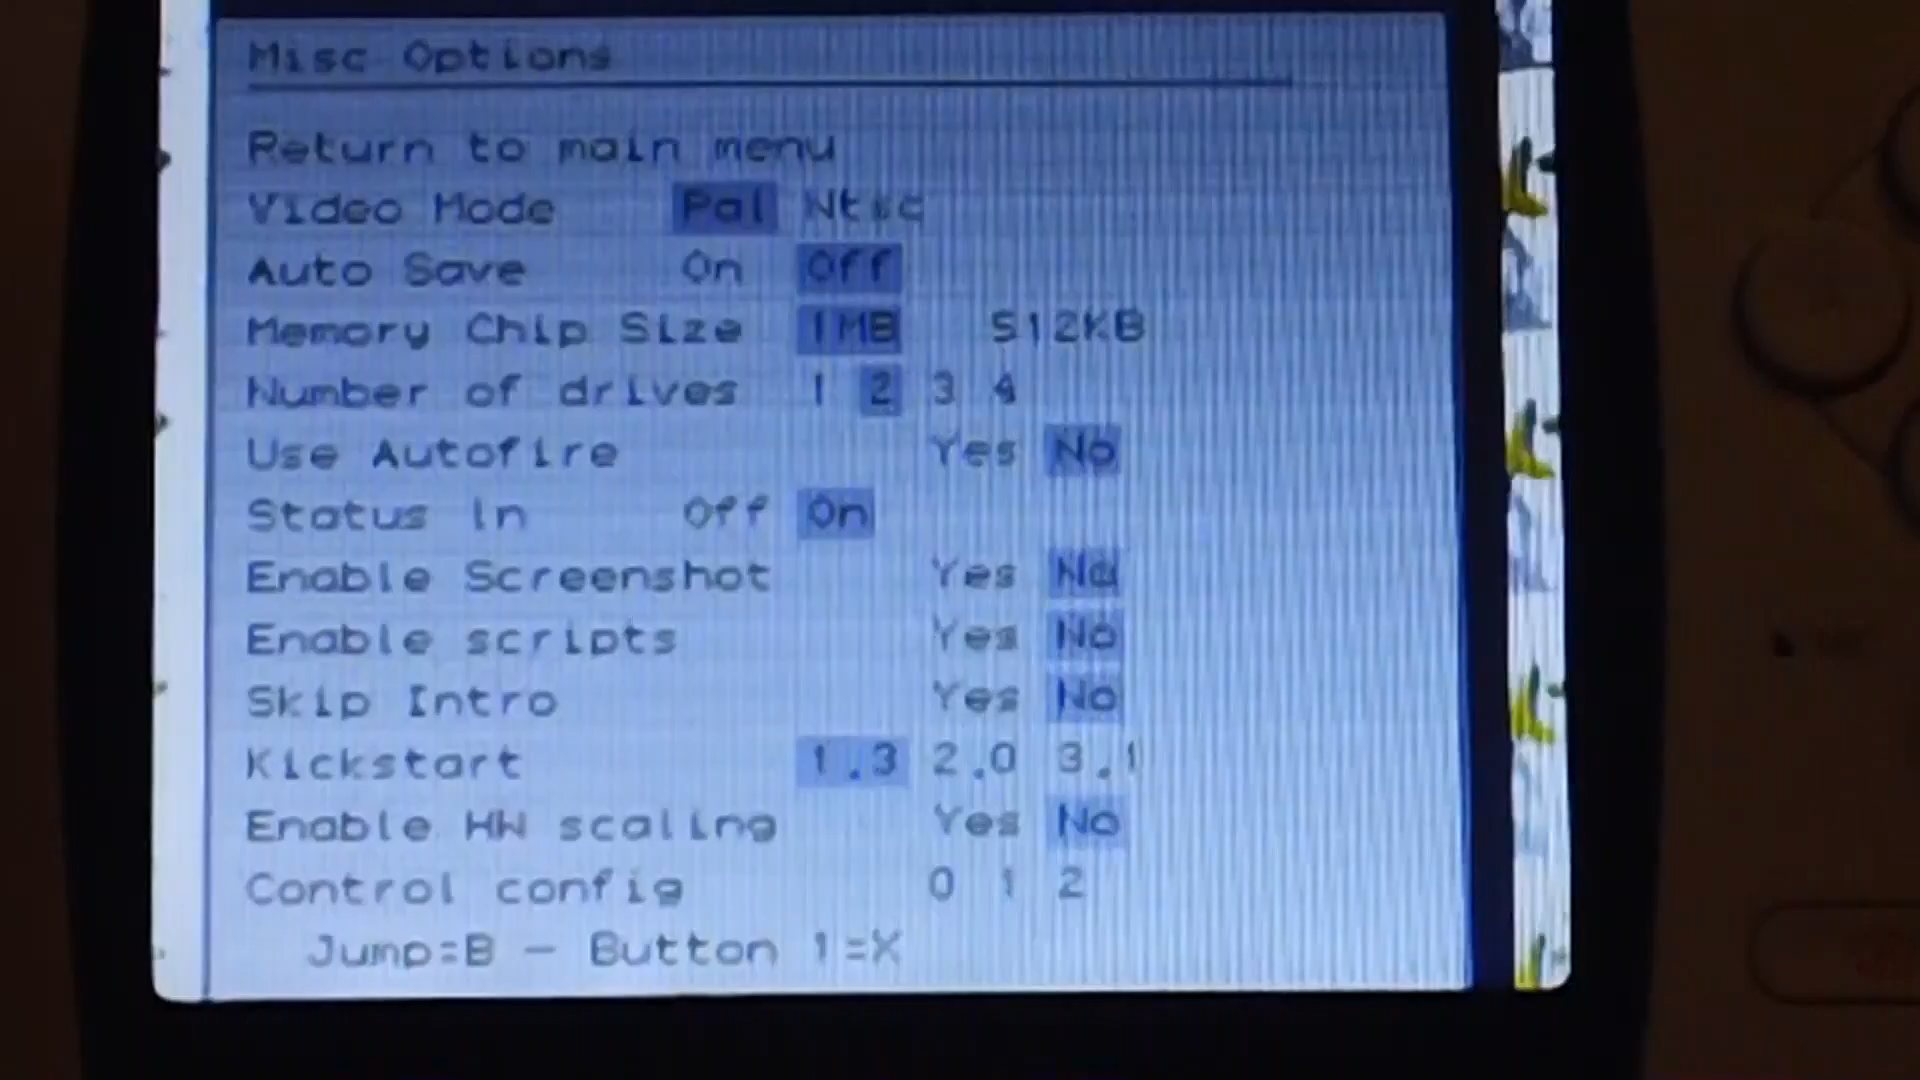 Misc Options
Return to main menu
Video Mode Pal Ntsc
Auto Save On Off
Memory Chip Size 1MB 512KB
Number of drives 1 2 3 4
Use Autofire Yes No
Status ln Off On
Enable Screenshot Yes No
Enable scripts Yes No
Skip Intro Yes No
Kickstart 1.3 2.0 3.1
Enable HW scaling Yes No
Control config 0 1 2
Jump=B - Button 1=X